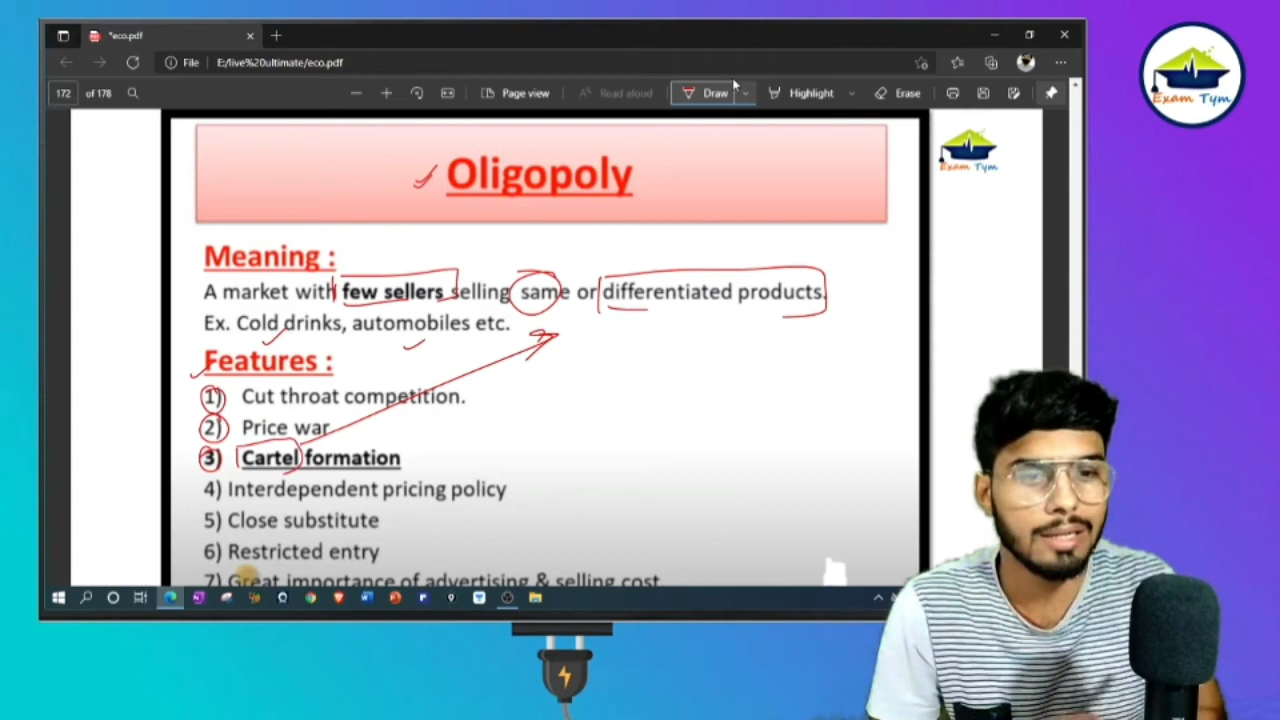 *eco.pdf
File E:/live%20ultimate/eco.pdf
172 of 178 Page view Read aloud Draw Highlight Erase
Exam Tym
Exam Tym
Oligopoly
Meaning :
A market with few sellers selling same or differentiated products.
Ex. Cold drinks, automobiles etc.
Features :
1) Cut throat competition.
2) Price war
3) Cartel formation
4) Interdependent pricing policy
5) Close substitute
6) Restricted entry
7) Great importance of advertising & selling cost